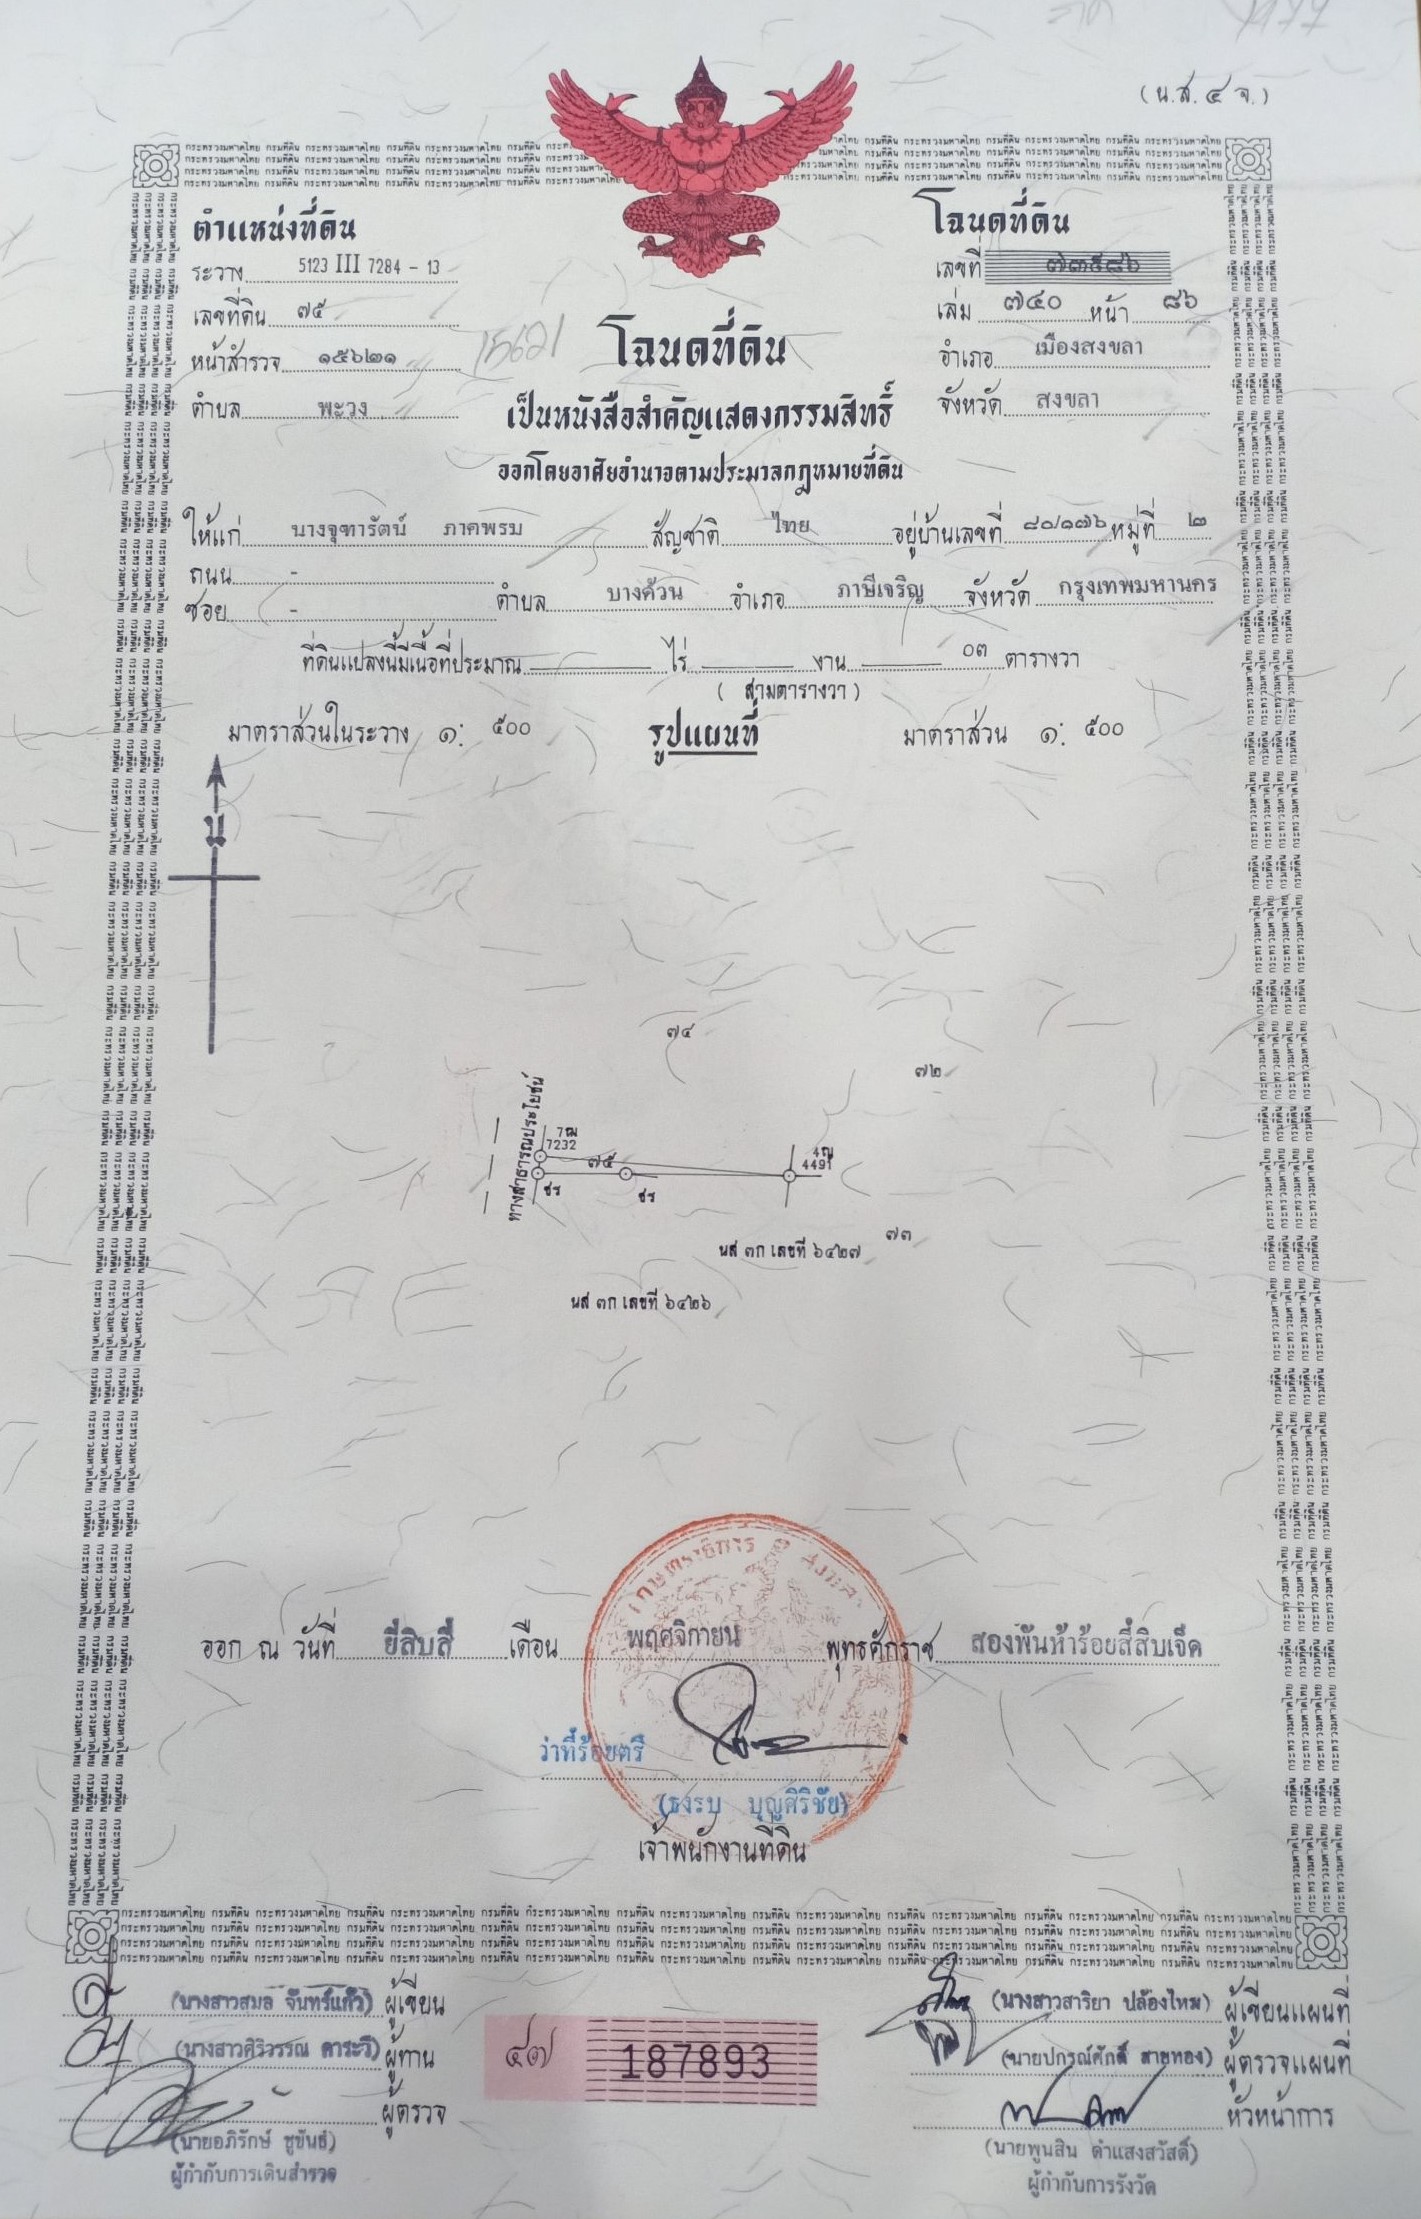 (น.ส. ๔ จ.)
ตำแหน่งที่ดิน
ระวาง 5123 III 7284 - 13
เลขที่ดิน ๗๕
หน้าสำรวจ ๑๕๖๒๑
ตำบล พะวง
โฉนดที่ดิน
เลขที่
เล่ม ๗๔๐ หน้า ๘๖
อำเภอ เมืองสงขลา
จังหวัด สงขลา
โฉนดที่ดิน
เป็นหนังสือสำคัญแสดงกรรมสิทธิ์
ออกโดยอาศัยอำนาจตามประมวลกฎหมายที่ดิน
ให้แก่ นางจุฑารัตน์ ภาคพรบ สัญชาติ ไทย อยู่บ้านเลขที่ ๘๐/๑๗๖ หมู่ที่ ๒
ถนน -
ซอย - ตำบล บางด้วน อำเภอ ภาษีเจริญ จังหวัด กรุงเทพมหานคร
ที่ดินแปลงนี้มีเนื้อที่ประมาณ ไร่ งาน ๐๓ ตารางวา
( สามตารางวา )
มาตราส่วนในระวาง ๑: ๕๐๐ รูปแผนที่ มาตราส่วน ๑: ๕๐๐
น
๗๔
๗๒
ทางสาธารณประโยชน์
7ฒ
7232
๗๕
4ญ
4491
ชร
ชร
๗๓
นส ๓ก เลขที่ ๖๔๒๗
นส ๓ก เลขที่ ๖๔๒๖
ออก ณ วันที่ ยี่สิบสี่ เดือน พฤศจิกายน พุทธศักราช สองพันห้าร้อยสี่สิบเจ็ด
ว่าที่ร้อยตรี
(ธงรบ บุญศิริชัย)
เจ้าพนักงานที่ดิน
(นางสาวสมล จันทร์แก้ว) ผู้เขียน
(นางสาวศิริวรรณ ดาระวี) ผู้ทาน
ผู้ตรวจ
(นายอภิรักษ์ ชูขันธ์)
ผู้กำกับการเดินสำรวจ
๔๗ 187893
(นางสาวสาริยา ปล้องไหม) ผู้เขียนแผนที่
(นายปกรณ์ศักดิ์ สายทอง) ผู้ตรวจแผนที่
หัวหน้าการ
(นายพูนสิน ดำแสงสวัสดิ์)
ผู้กำกับการรังวัด